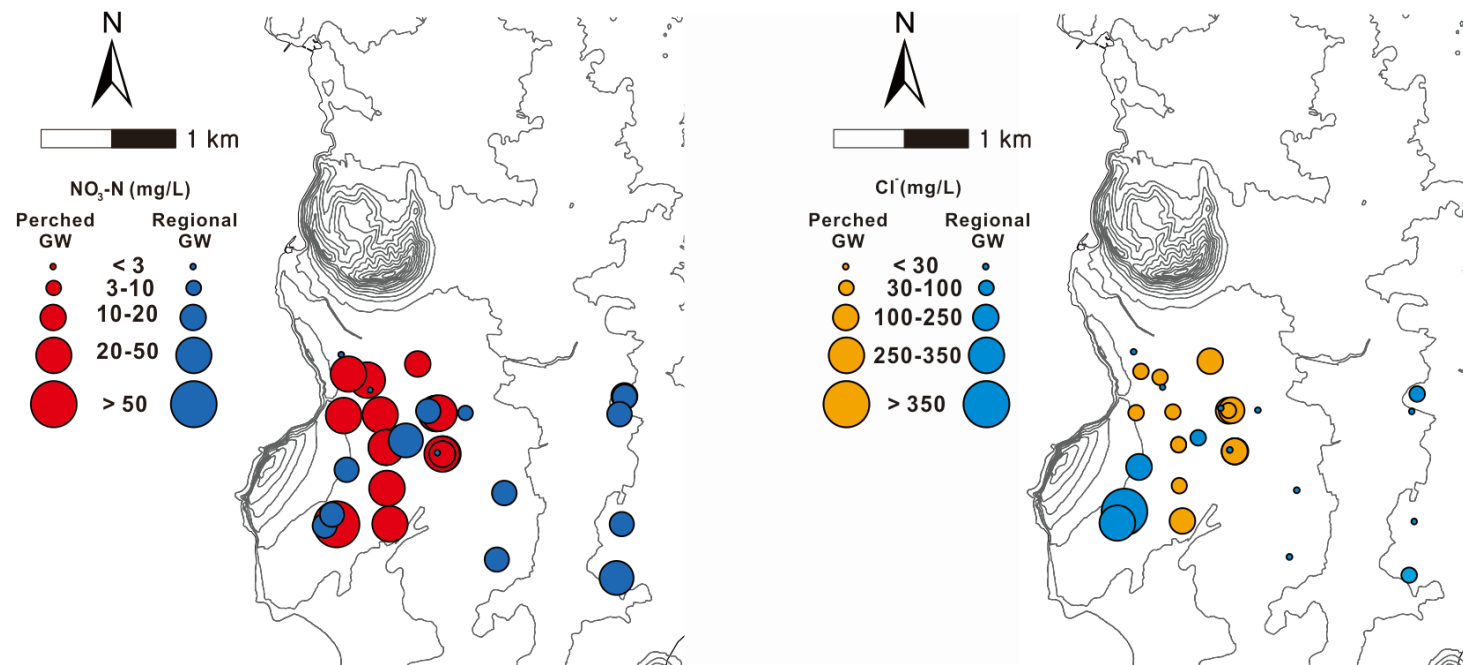 N
1 km
NO₃-N (mg/L)
Perched Regional
GW GW
< 3
3-10
10-20
20-50
> 50
N
1 km
Cl⁻(mg/L)
Perched Regional
GW GW
< 30
30-100
100-250
250-350
> 350